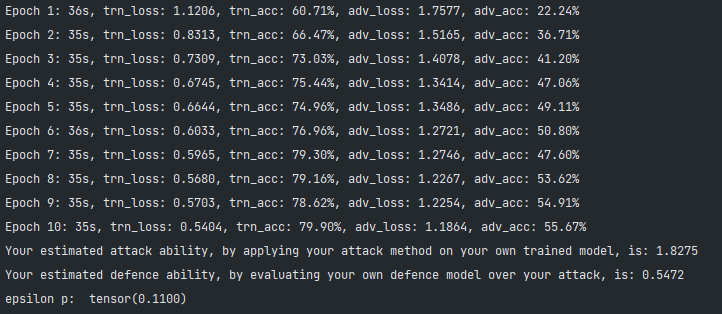 Epoch 1: 36s, trn_loss: 1.1206, trn_acc: 60.71%, adv_loss: 1.7577, adv_acc: 22.24%
Epoch 2: 35s, trn_loss: 0.8313, trn_acc: 66.47%, adv_loss: 1.5165, adv_acc: 36.71%
Epoch 3: 35s, trn_loss: 0.7309, trn_acc: 73.03%, adv_loss: 1.4078, adv_acc: 41.20%
Epoch 4: 35s, trn_loss: 0.6745, trn_acc: 75.44%, adv_loss: 1.3414, adv_acc: 47.06%
Epoch 5: 35s, trn_loss: 0.6644, trn_acc: 74.96%, adv_loss: 1.3486, adv_acc: 49.11%
Epoch 6: 36s, trn_loss: 0.6033, trn_acc: 76.96%, adv_loss: 1.2721, adv_acc: 50.80%
Epoch 7: 35s, trn_loss: 0.5965, trn_acc: 79.30%, adv_loss: 1.2746, adv_acc: 47.60%
Epoch 8: 35s, trn_loss: 0.5680, trn_acc: 79.16%, adv_loss: 1.2267, adv_acc: 53.62%
Epoch 9: 35s, trn_loss: 0.5703, trn_acc: 78.62%, adv_loss: 1.2254, adv_acc: 54.91%
Epoch 10: 35s, trn_loss: 0.5404, trn_acc: 79.90%, adv_loss: 1.1864, adv_acc: 55.67%
Your estimated attack ability, by applying your attack method on your own trained model, is: 1.8275
Your estimated defence ability, by evaluating your own defence model over your attack, is: 0.5472
epsilon p:  tensor(0.1100)